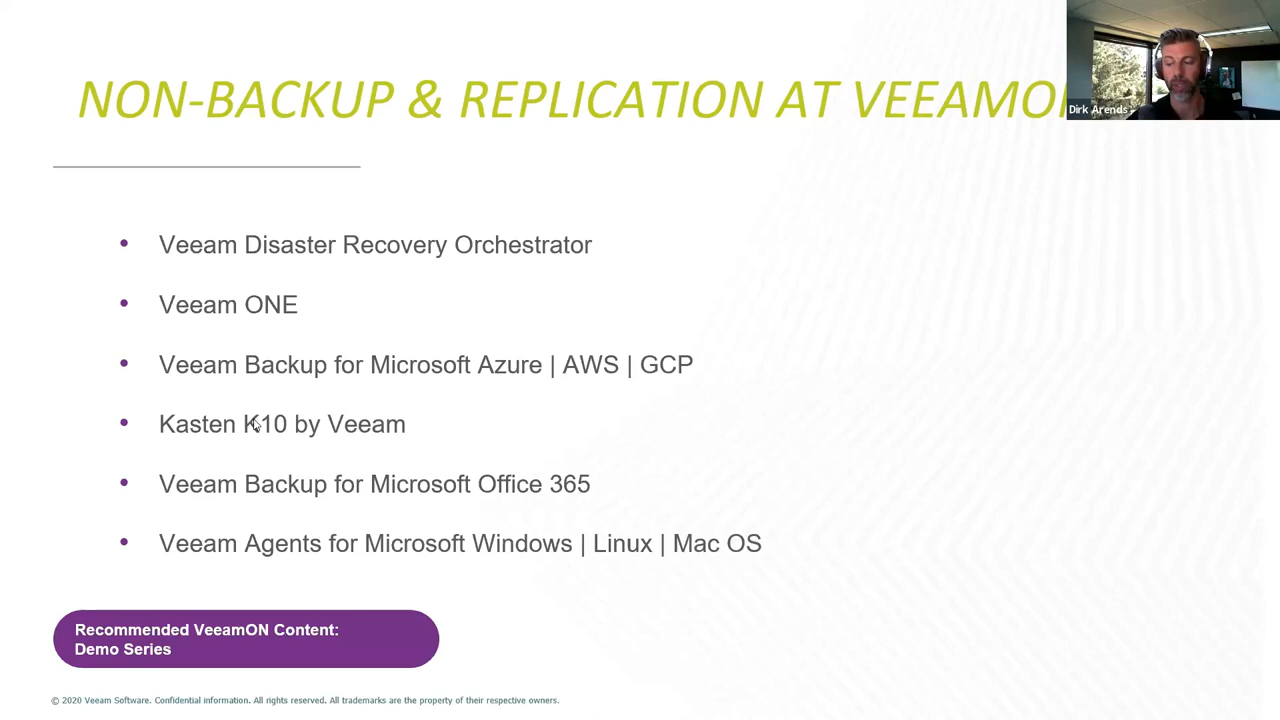 NON-BACKUP & REPLICATION AT VEEAMO
Dirk Arends
• Veeam Disaster Recovery Orchestrator
• Veeam ONE
• Veeam Backup for Microsoft Azure | AWS | GCP
• Kasten K10 by Veeam
• Veeam Backup for Microsoft Office 365
• Veeam Agents for Microsoft Windows | Linux | Mac OS
Recommended VeeamON Content:
Demo Series
© 2020 Veeam Software. Confidential information. All rights reserved. All trademarks are the property of their respective owners.